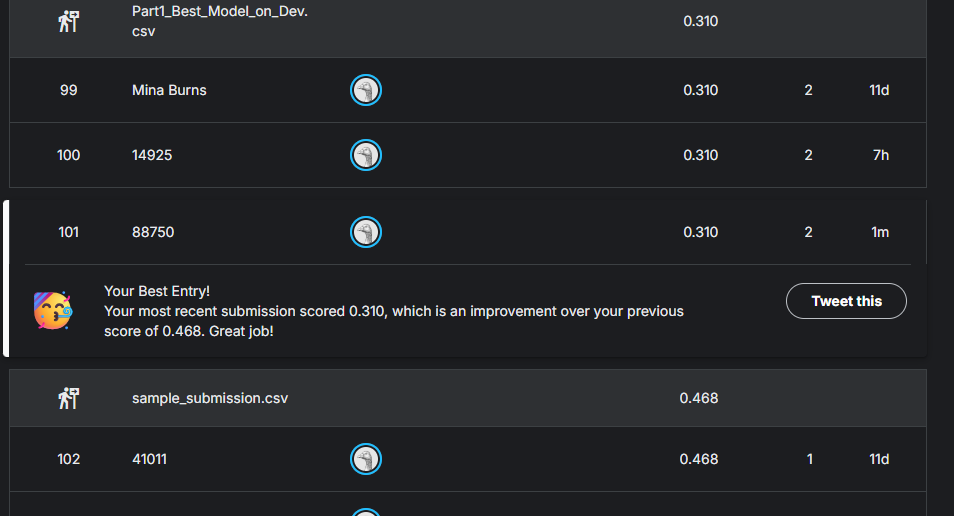 Part1_Best_Model_on_Dev.
csv
0.310
99 Mina Burns 0.310 2 11d
100 14925 0.310 2 7h
101 88750 0.310 2 1m
Your Best Entry!
Your most recent submission scored 0.310, which is an improvement over your previous
score of 0.468. Great job!
Tweet this
sample_submission.csv 0.468
102 41011 0.468 1 11d